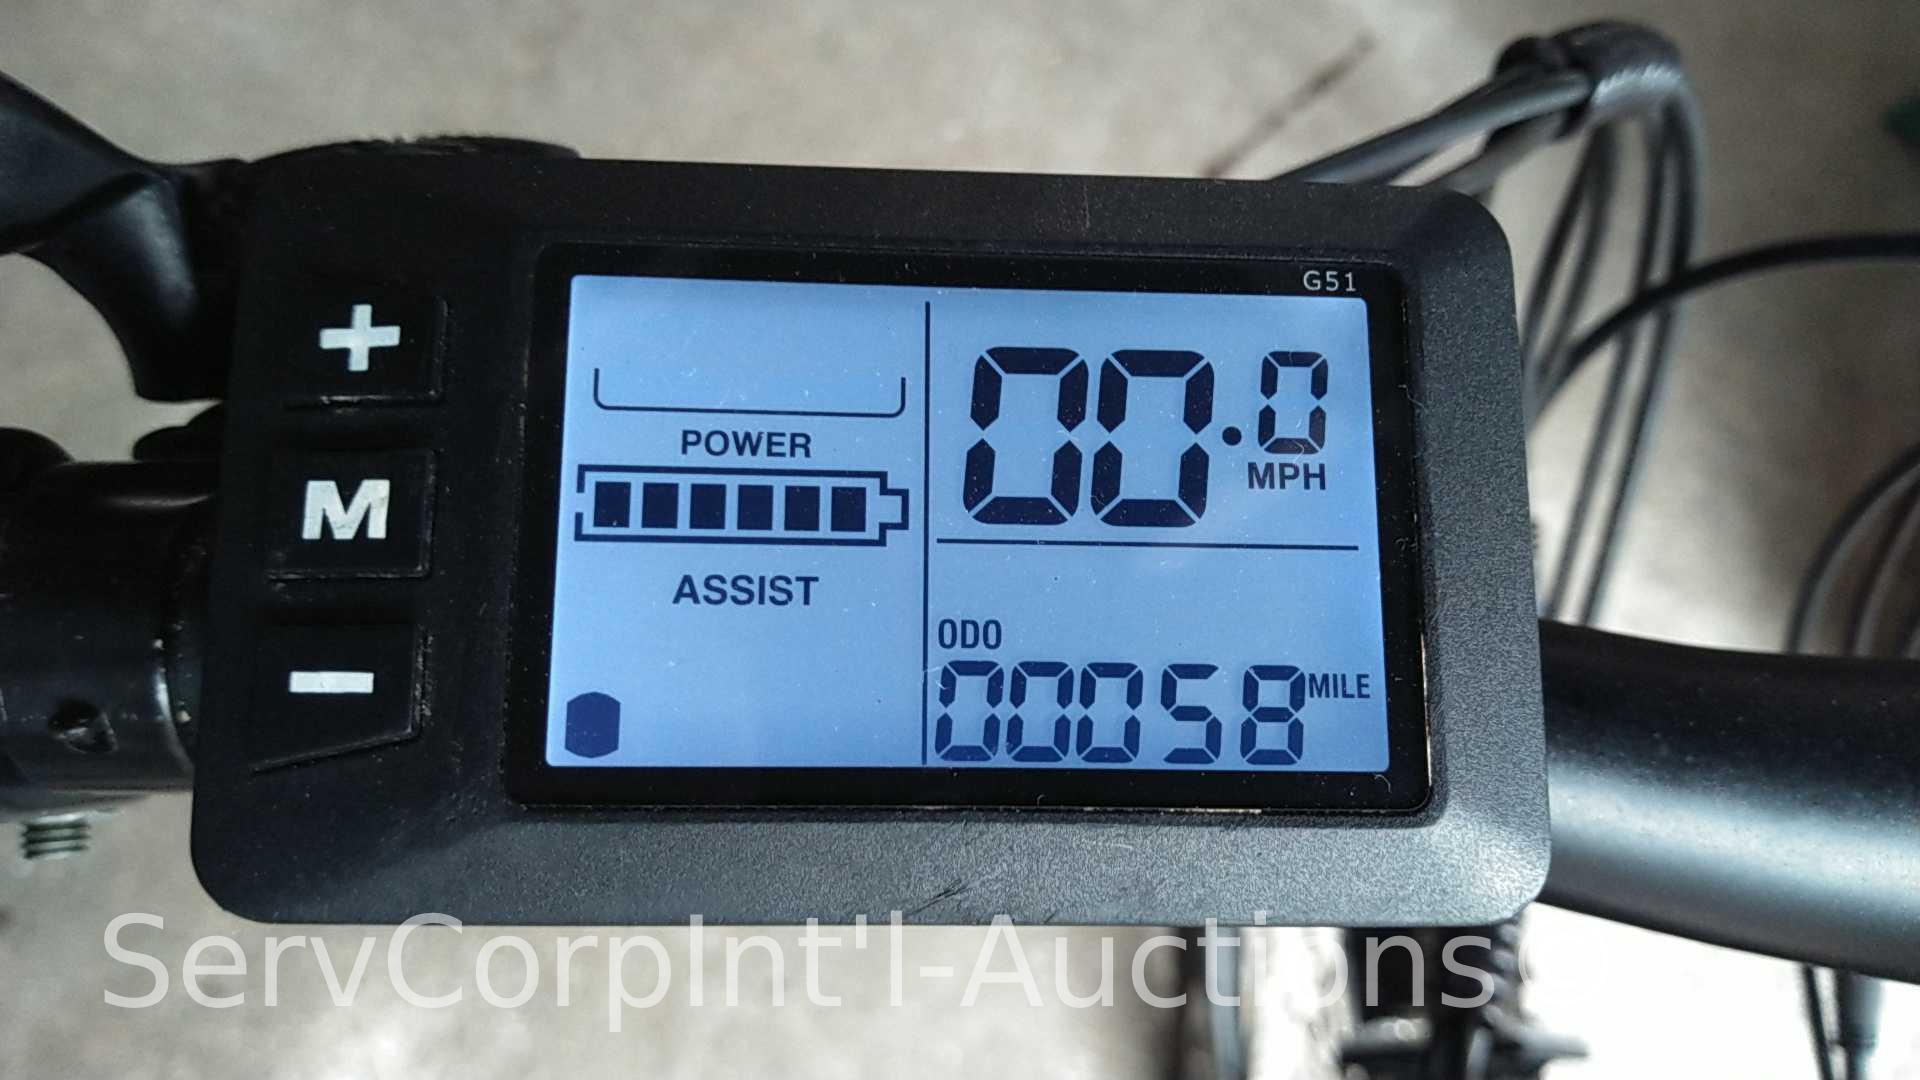 G51
+
M
−
POWER
ASSIST
00.0
MPH
ODO
00058 MILE
ServCorpInt'l-Auctions©